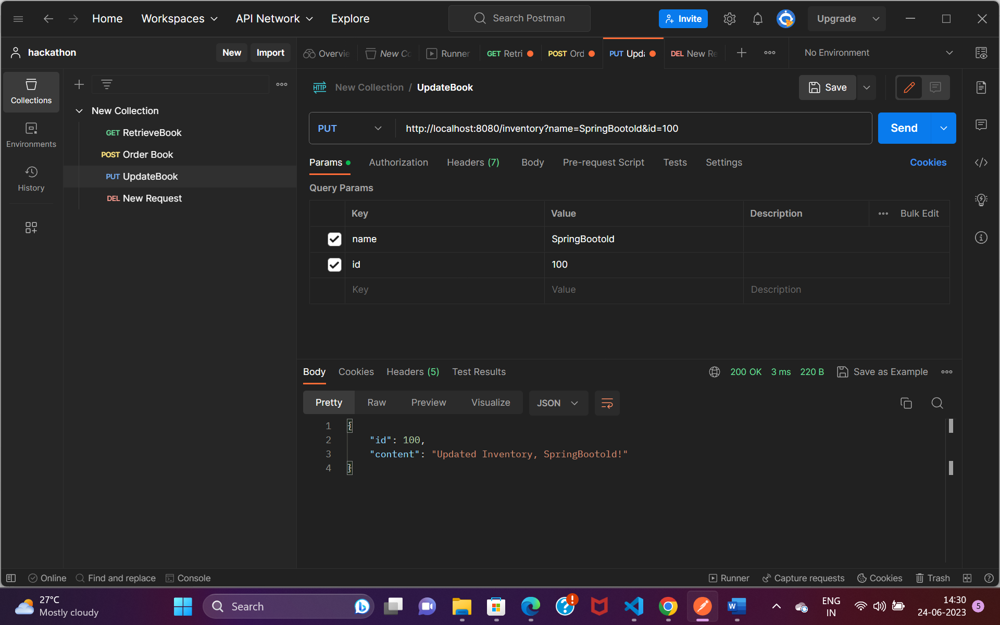 Home Workspaces API Network Explore Search Postman Invite Upgrade
hackathon New Import Overvie New Co Runner GET Retri POST Ord PUT Upda DEL New Re No Environment
New Collection / UpdateBook Save
Collections
New Collection
GET RetrieveBook
POST Order Book
PUT UpdateBook
DEL New Request
Environments
History
PUT http://localhost:8080/inventory?name=SpringBootold&id=100 Send
Params Authorization Headers (7) Body Pre-request Script Tests Settings Cookies
Query Params
Key Value Description Bulk Edit
name SpringBootold
id 100
Key Value Description
Body Cookies Headers (5) Test Results 200 OK 3 ms 220 B Save as Example
Pretty Raw Preview Visualize JSON
1 {
2 "id": 100,
3 "content": "Updated Inventory, SpringBootold!"
4 }
Online Find and replace Console Runner Capture requests Cookies Trash
27°C
Mostly cloudy
Search
ENG
IN
14:30
24-06-2023
5